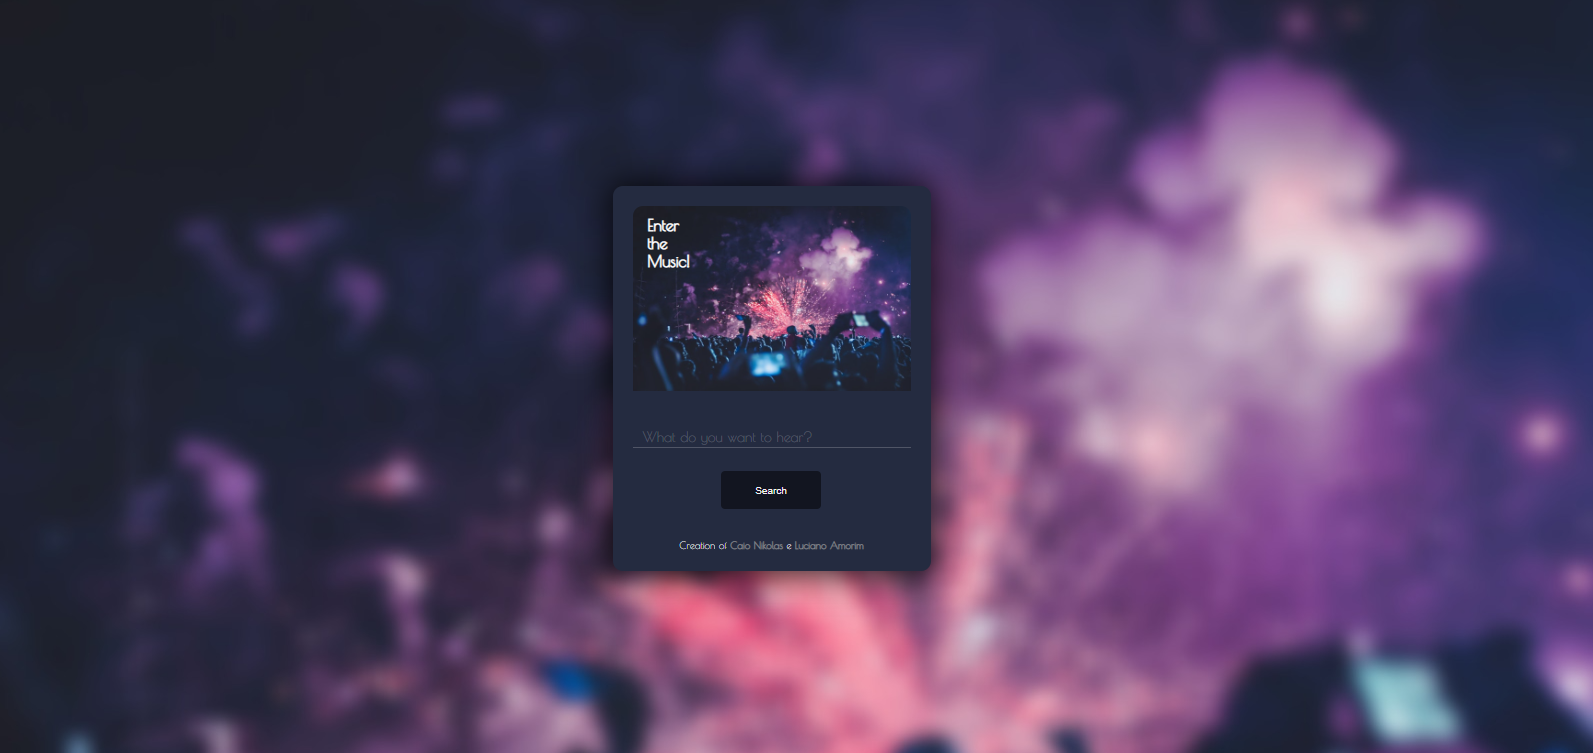 Enter
the
Music!
What do you want to hear?
Search
Creation of Caio Nikolas e Luciano Amorim